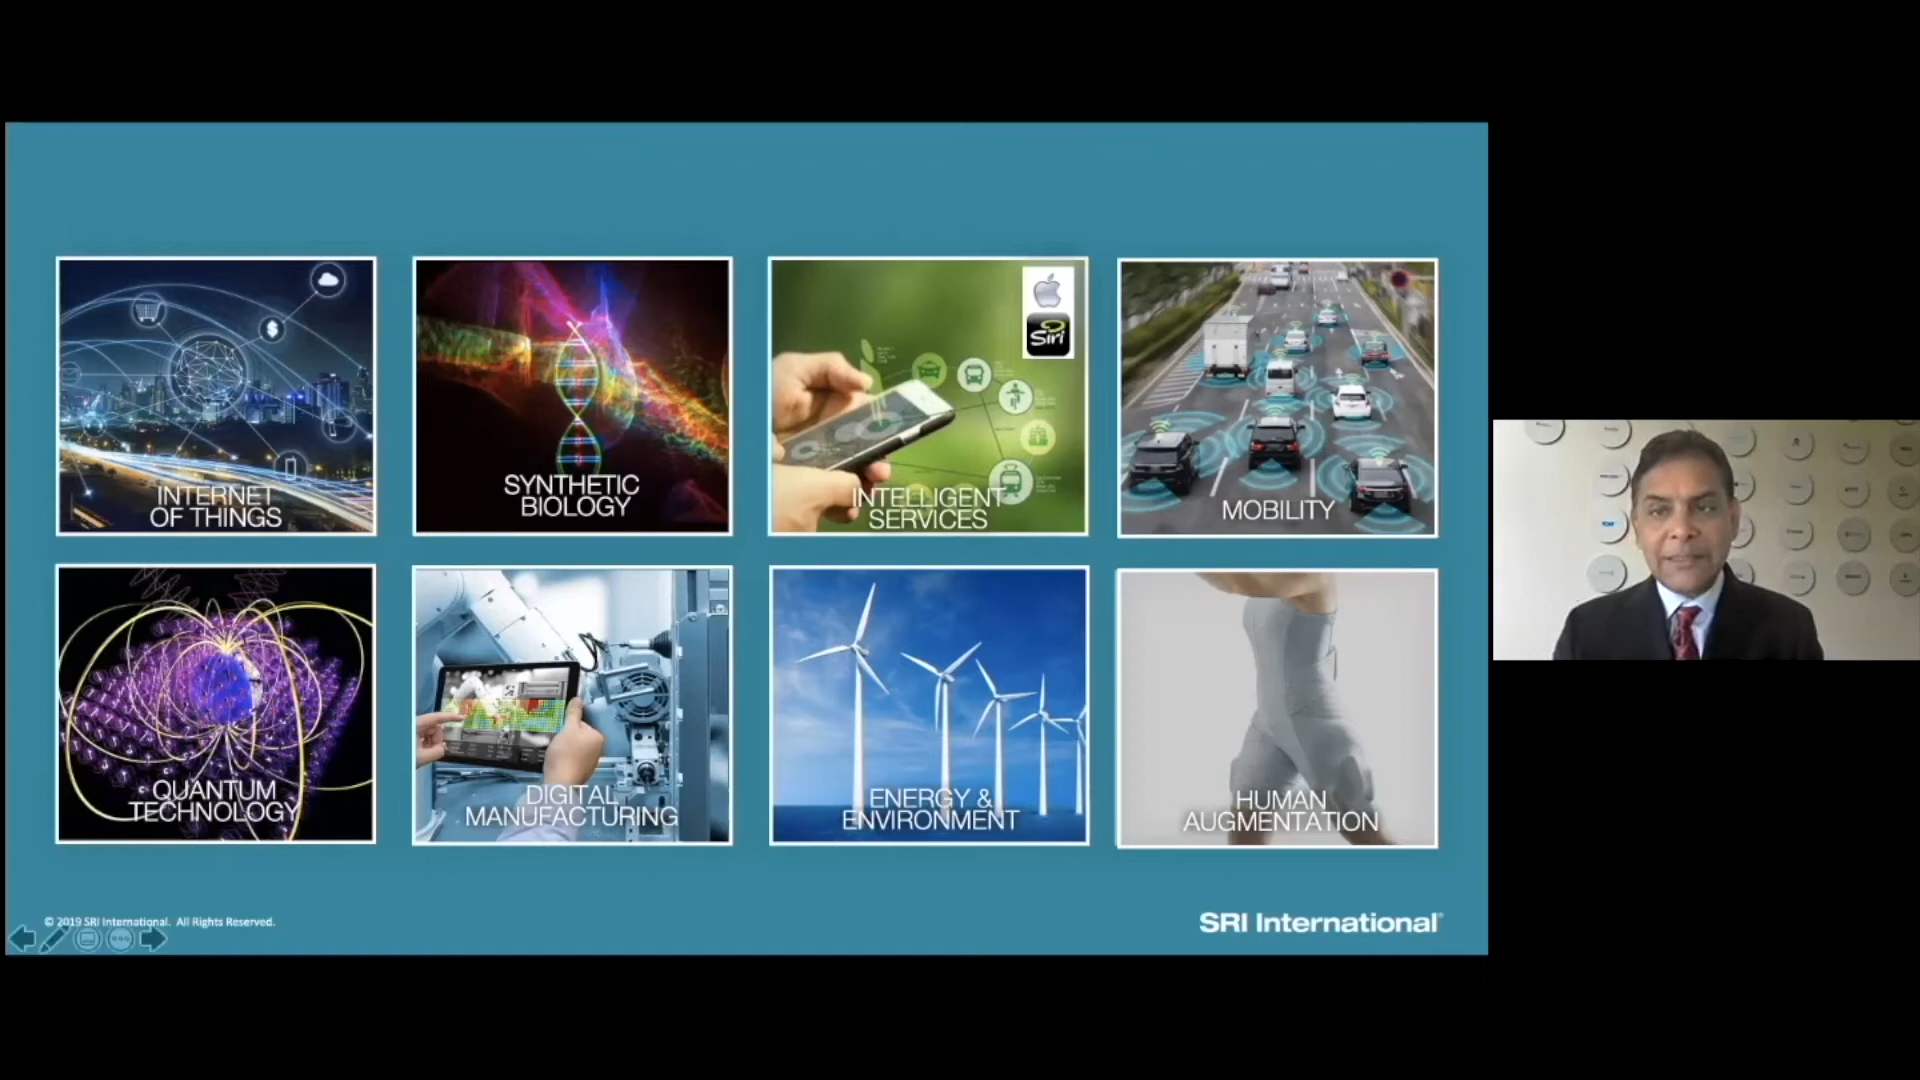 Siri
INTERNET
OF THINGS
SYNTHETIC
BIOLOGY
INTELLIGENT
SERVICES
MOBILITY
QUANTUM
TECHNOLOGY
DIGITAL
MANUFACTURING
ENERGY &
ENVIRONMENT
HUMAN
AUGMENTATION
© 2019 SRI International. All Rights Reserved.
SRI International®